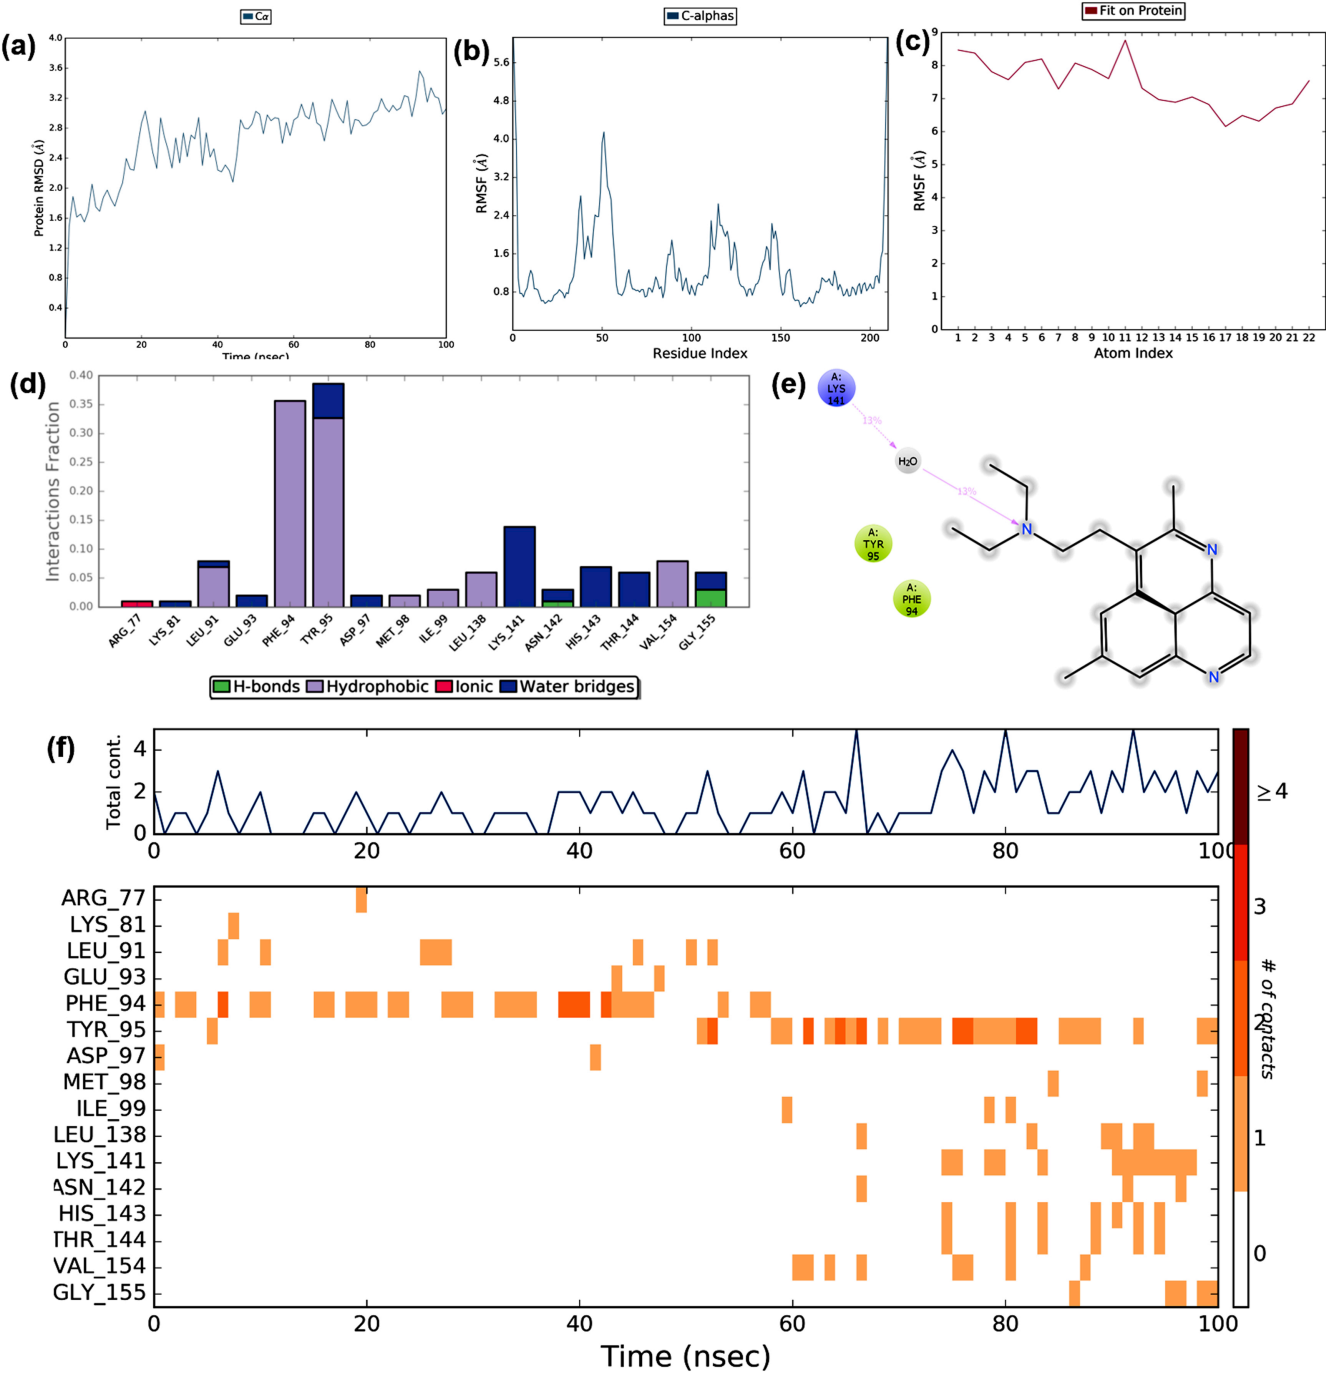 (a)
Cα
Protein RMSD (Å)
4.0
3.6
3.2
2.8
2.4
2.0
1.6
1.2
0.8
0.4
0 20 40 60 80 100
Time (nsec)
(b)
C-alphas
RMSF (Å)
5.6
4.8
4.0
3.2
2.4
1.6
0.8
0 50 100 150 200
Residue Index
(c)
Fit on Protein
RMSF (Å)
9
8
7
6
5
4
3
2
1
0
1 2 3 4 5 6 7 8 9 10 11 12 13 14 15 16 17 18 19 20 21 22
Atom Index
(d)
Interactions Fraction
0.40
0.35
0.30
0.25
0.20
0.15
0.10
0.05
0.00
ARG_77 LYS_81 LEU_91 GLU_93 PHE_94 TYR_95 ASP_97 MET_98 ILE_99 LEU_138 LYS_141 ASN_142 HIS_143 THR_144 VAL_154 GLY_155
H-bonds Hydrophobic Ionic Water bridges
(e)
A:
LYS
141
13%
H₂O
13%
A:
TYR
95
A:
PHE
94
N
N
N
(f)
Total cont.
4
2
0
0 20 40 60 80 100
ARG_77
LYS_81
LEU_91
GLU_93
PHE_94
TYR_95
ASP_97
MET_98
ILE_99
LEU_138
LYS_141
ASN_142
HIS_143
THR_144
VAL_154
GLY_155
0 20 40 60 80 100
Time (nsec)
≥4
3
2
1
0
# of contacts